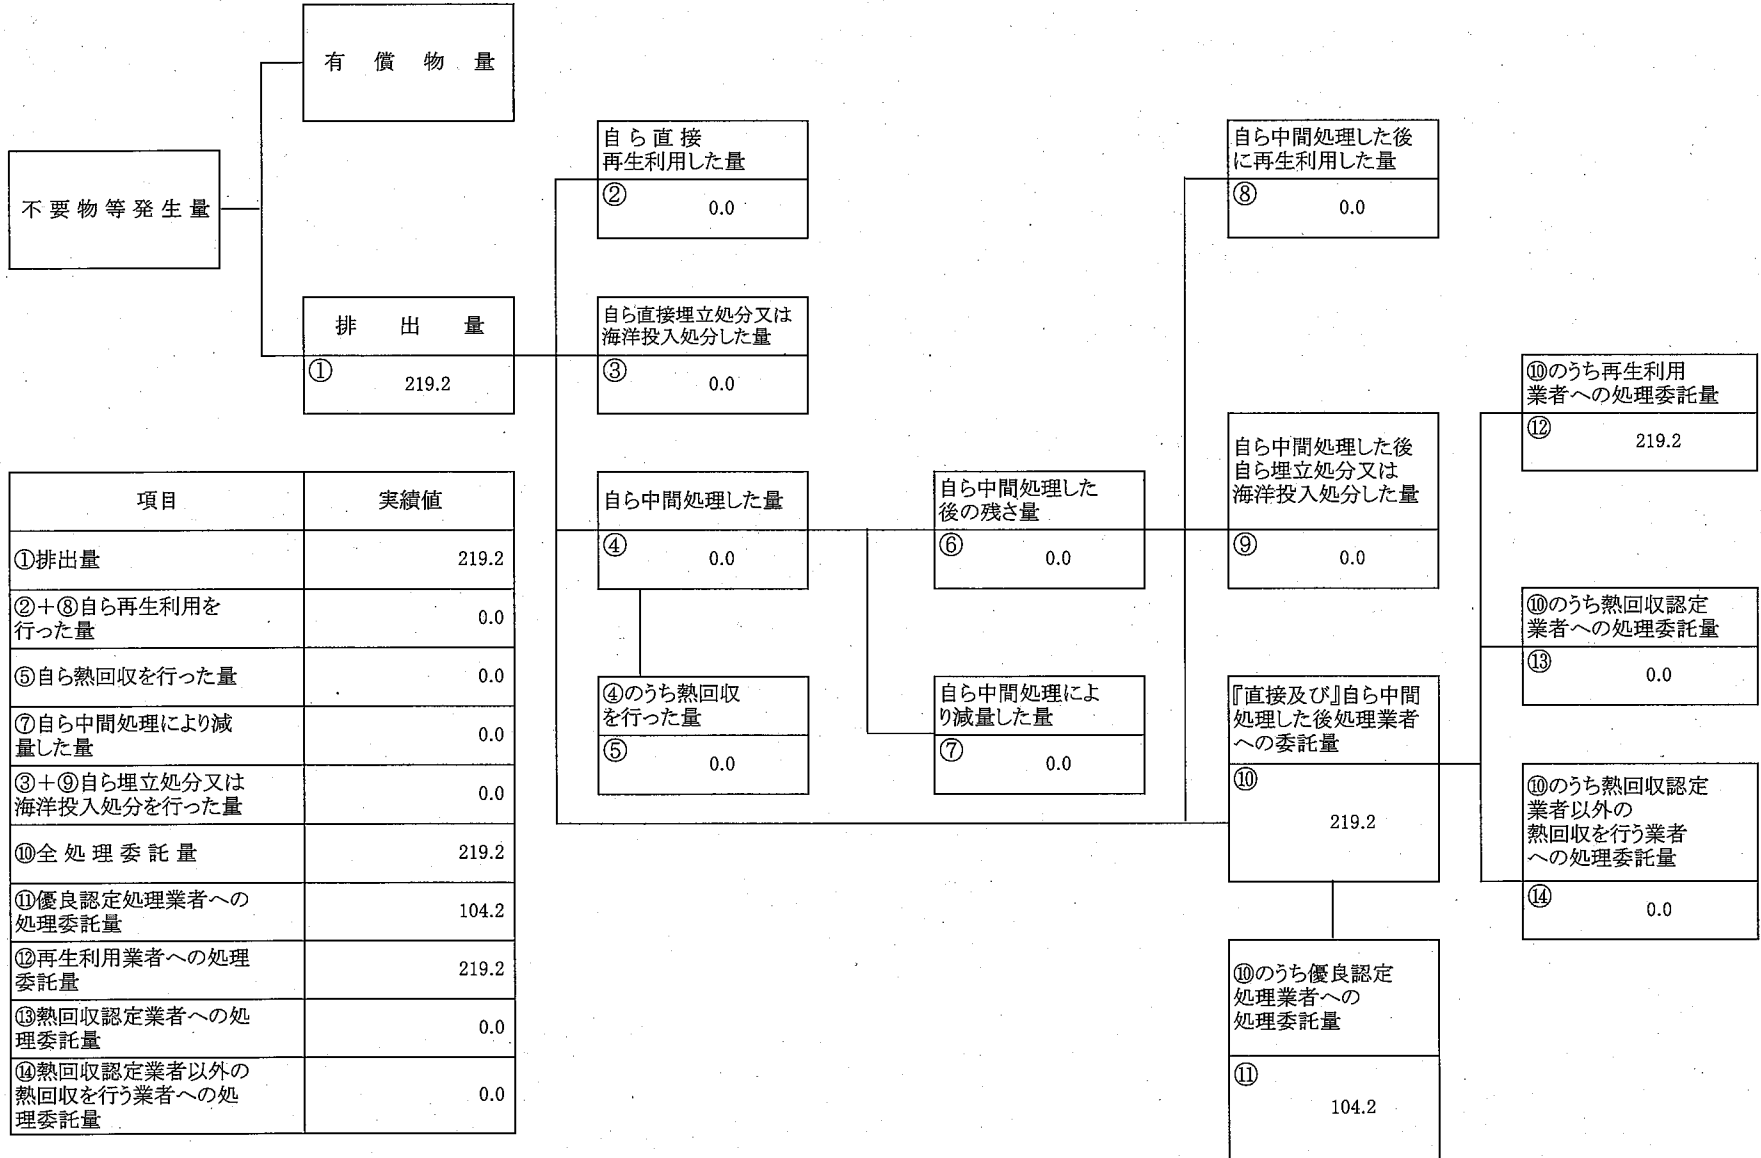 有償物量
不要物等発生量
排出量
①
219.2
自ら直接
再生利用した量
②
0.0
自ら直接埋立処分又は
海洋投入処分した量
③
0.0
自ら中間処理した量
④
0.0
④のうち熱回収
を行った量
⑤
0.0
自ら中間処理した
後の残さ量
⑥
0.0
自ら中間処理によ
り減量した量
⑦
0.0
自ら中間処理した後
に再生利用した量
⑧
0.0
自ら中間処理した後
自ら埋立処分又は
海洋投入処分した量
⑨
0.0
『直接及び』自ら中間
処理した後処理業者
への委託量
⑩
219.2
⑩のうち優良認定
処理業者への
処理委託量
⑪
104.2
⑩のうち再生利用
業者への処理委託量
⑫
219.2
⑩のうち熱回収認定
業者への処理委託量
⑬
0.0
⑩のうち熱回収認定
業者以外の
熱回収を行う業者
への処理委託量
⑭
0.0
項目 実績値
①排出量 219.2
②＋⑧自ら再生利用を
行った量 0.0
⑤自ら熱回収を行った量 0.0
⑦自ら中間処理により減
量した量 0.0
③＋⑨自ら埋立処分又は
海洋投入処分を行った量 0.0
⑩全処理委託量 219.2
⑪優良認定処理業者への
処理委託量 104.2
⑫再生利用業者への処理
委託量 219.2
⑬熱回収認定業者への処
理委託量 0.0
⑭熱回収認定業者以外の
熱回収を行う業者への処
理委託量 0.0